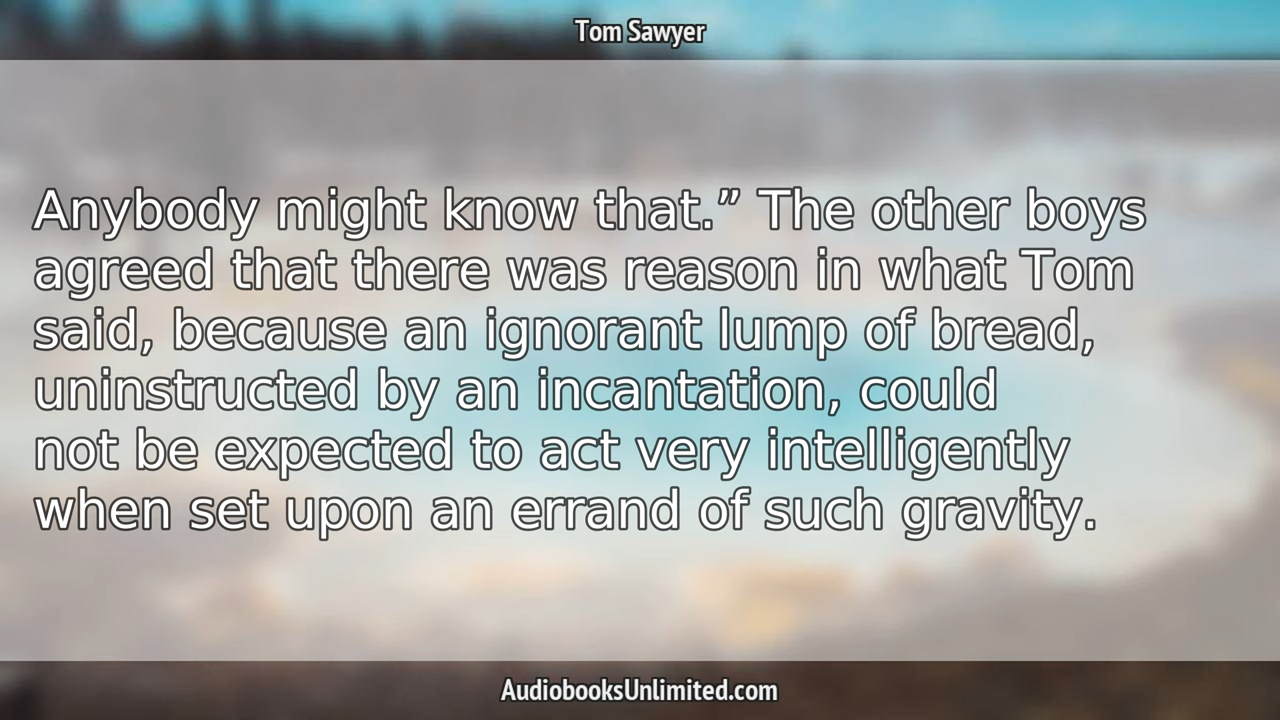 Tom Sawyer
Anybody might know that.” The other boys
agreed that there was reason in what Tom
said, because an ignorant lump of bread,
uninstructed by an incantation, could
not be expected to act very intelligently
when set upon an errand of such gravity.
AudiobooksUnlimited.com